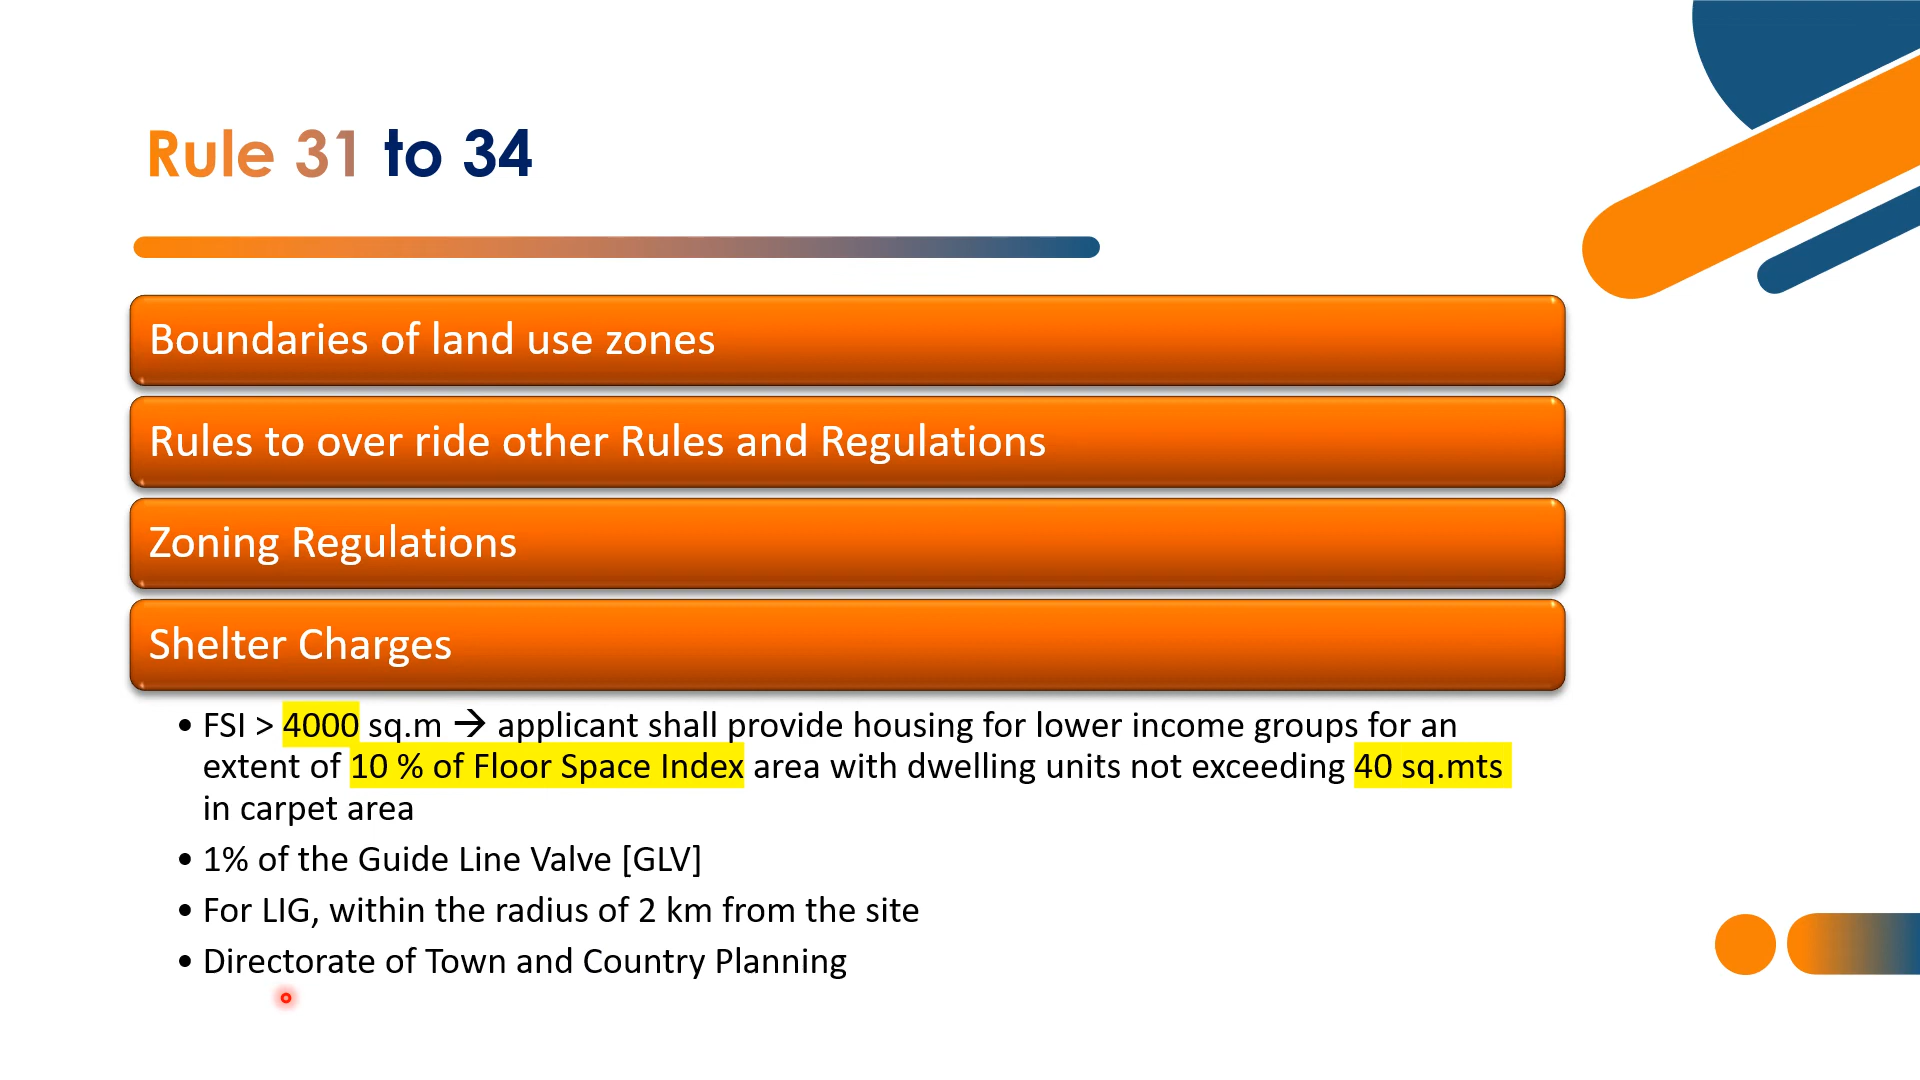 Rule 31 to 34
Boundaries of land use zones
Rules to over ride other Rules and Regulations
Zoning Regulations
Shelter Charges
• FSI > 4000 sq.m → applicant shall provide housing for lower income groups for an
extent of 10 % of Floor Space Index area with dwelling units not exceeding 40 sq.mts
in carpet area
• 1% of the Guide Line Valve [GLV]
• For LIG, within the radius of 2 km from the site
• Directorate of Town and Country Planning